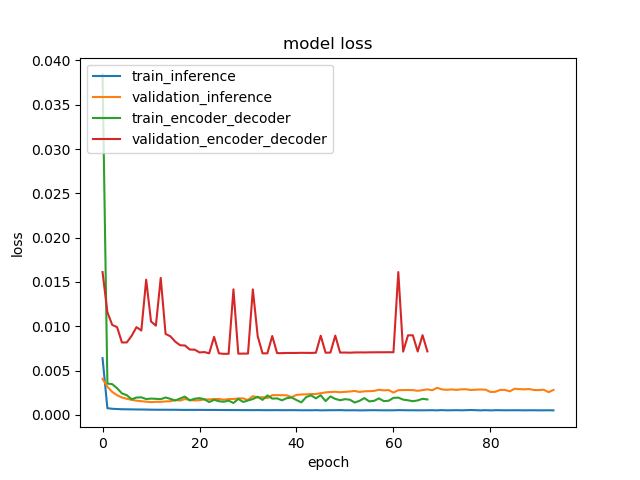 model loss
train_inference
validation_inference
train_encoder_decoder
validation_encoder_decoder
0.040
0.035
0.030
0.025
0.020
0.015
0.010
0.005
0.000
loss
0 20 40 60 80
epoch